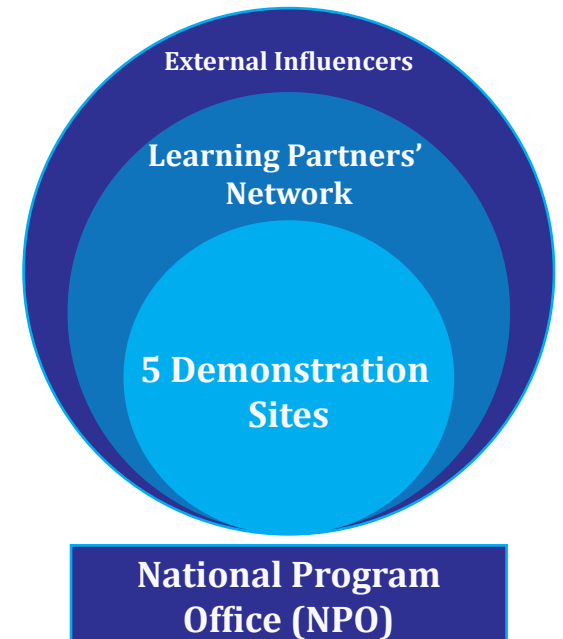 External Influencers
Learning Partners’
Network
5 Demonstration
Sites
National Program
Office (NPO)